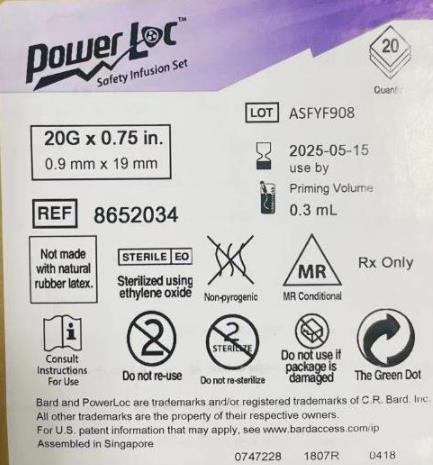 Power Loc™
Safety Infusion Set
20
LOT ASFYF908
20G x 0.75 in.
0.9 mm x 19 mm
2025-05-15
use by
Priming Volume
0.3 mL
REF 8652034
Not made
with natural
rubber latex.
STERILE EO
Sterilized using
ethylene oxide
Non-pyrogenic
MR
MR Conditional
Rx Only
i
Consult
Instructions
For Use
2
Do not re-use
2
STERILIZE
Do not re-sterilize
Do not use if
package is
damaged
The Green Dot
Bard and PowerLoc are trademarks and/or registered trademarks of C.R. Bard. Inc.
All other trademarks are the property of their respective owners.
For U.S. patent information that may apply, see www.bardaccess.com/ip
Assembled in Singapore
0747228 1807R 0418